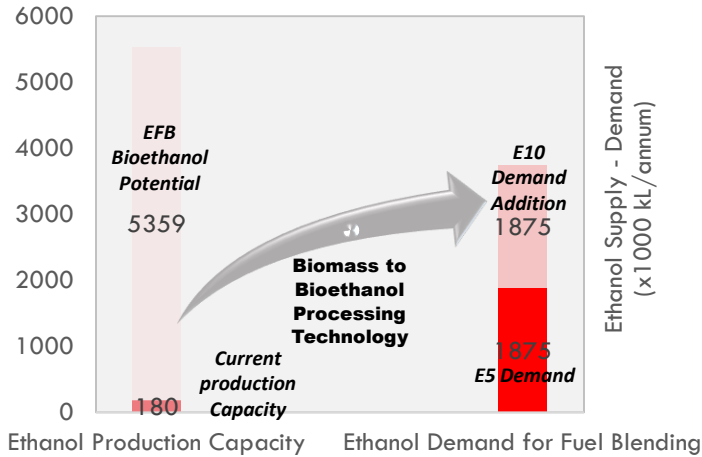 6000
5000
4000
3000
2000
1000
0
EFB
Bioethanol
Potential
5359
180
Current
production
Capacity
Biomass to
Bioethanol
Processing
Technology
E10
Demand
Addition
1875
1875
E5 Demand
Ethanol Production Capacity
Ethanol Demand for Fuel Blending
Ethanol Supply - Demand
(x1000 kL/annum)